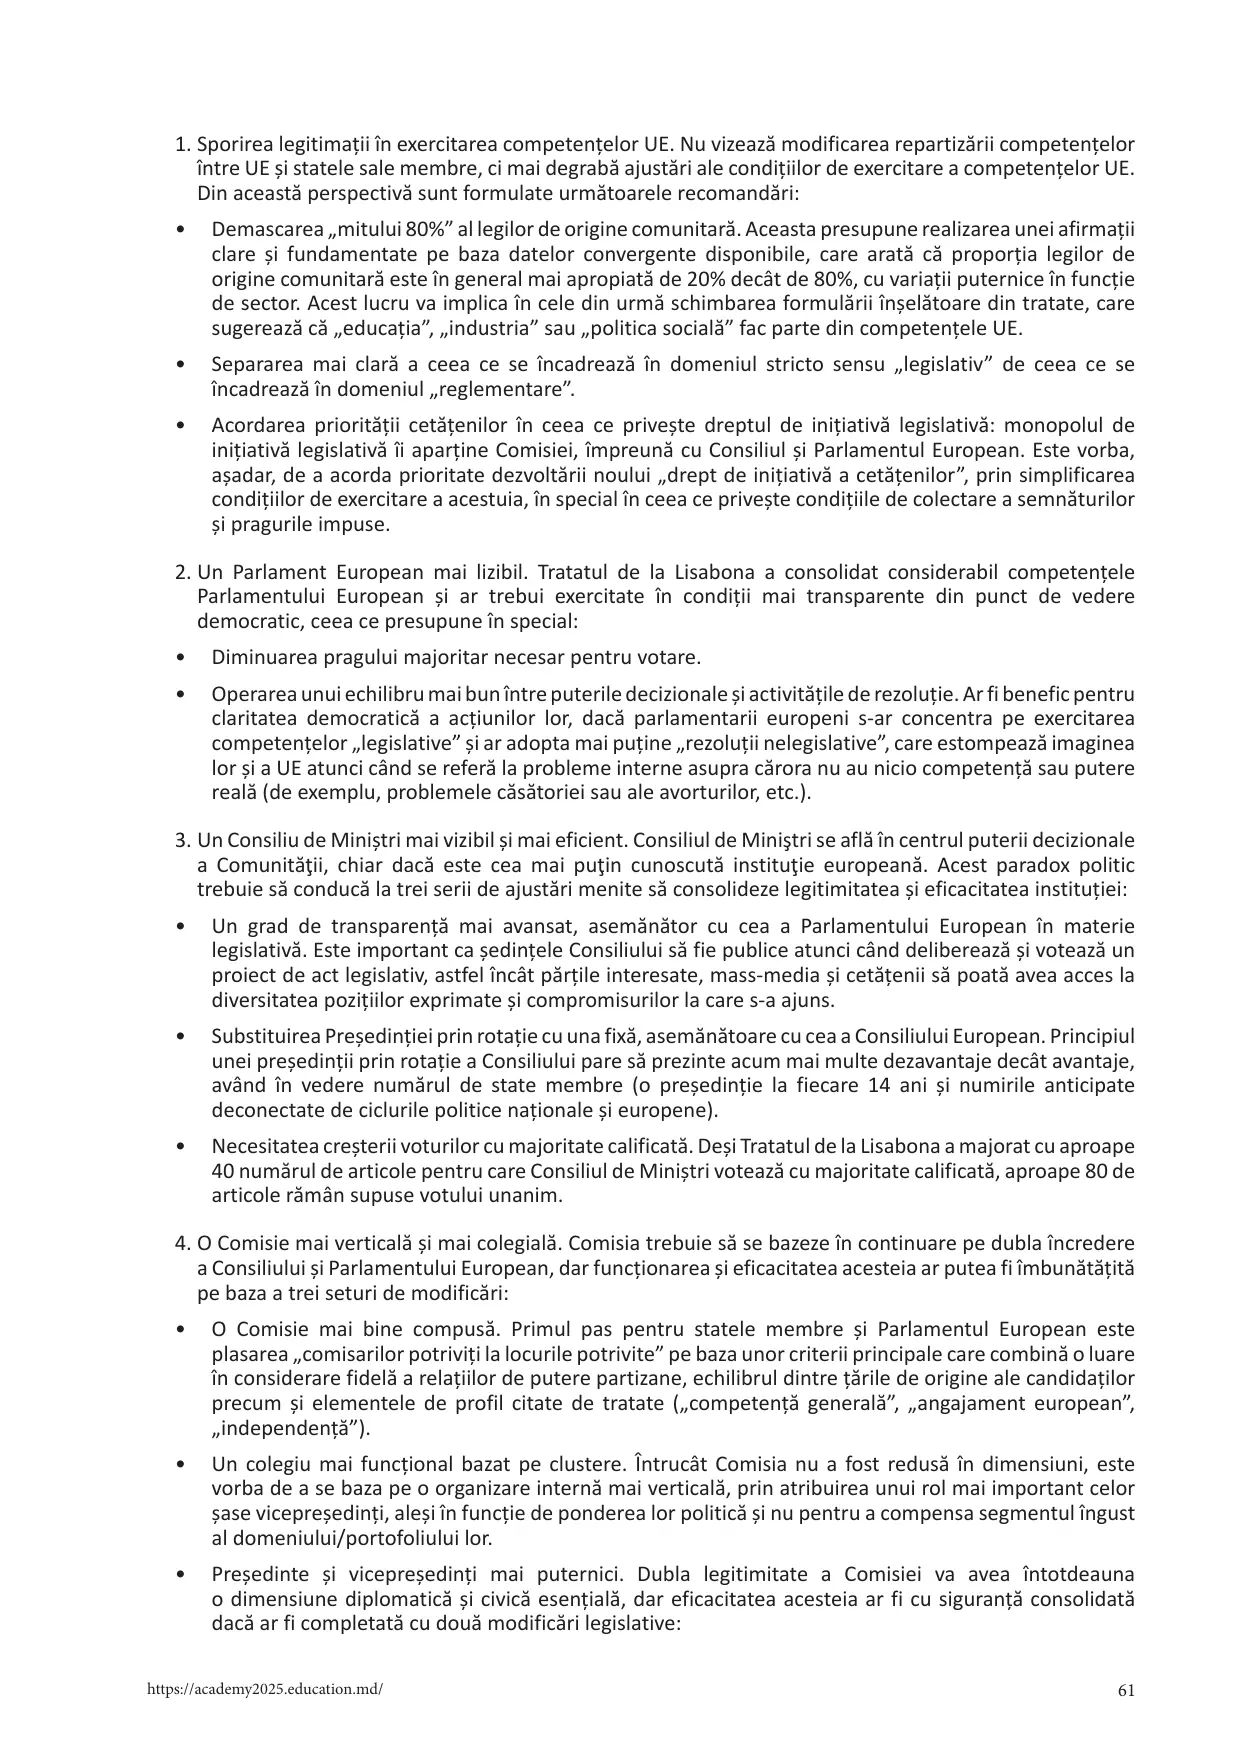 1. Sporirea legitimații în exercitarea competențelor UE. Nu vizează modificarea repartizării competențelor
între UE și statele sale membre, ci mai degrabă ajustări ale condițiilor de exercitare a competențelor UE.
Din această perspectivă sunt formulate următoarele recomandări:
• Demascarea „mitului 80%” al legilor de origine comunitară. Aceasta presupune realizarea unei afirmații
clare și fundamentate pe baza datelor convergente disponibile, care arată că proporția legilor de
origine comunitară este în general mai apropiată de 20% decât de 80%, cu variații puternice în funcție
de sector. Acest lucru va implica în cele din urmă schimbarea formulării înșelătoare din tratate, care
sugerează că „educația”, „industria” sau „politica socială” fac parte din competențele UE.
• Separarea mai clară a ceea ce se încadrează în domeniul stricto sensu „legislativ” de ceea ce se
încadrează în domeniul „reglementare”.
• Acordarea priorității cetățenilor în ceea ce privește dreptul de inițiativă legislativă: monopolul de
inițiativă legislativă îi aparține Comisiei, împreună cu Consiliul și Parlamentul European. Este vorba,
așadar, de a acorda prioritate dezvoltării noului „drept de inițiativă a cetățenilor”, prin simplificarea
condițiilor de exercitare a acestuia, în special în ceea ce privește condițiile de colectare a semnăturilor
și pragurile impuse.
2. Un Parlament European mai lizibil. Tratatul de la Lisabona a consolidat considerabil competențele
Parlamentului European și ar trebui exercitate în condiții mai transparente din punct de vedere
democratic, ceea ce presupune în special:
• Diminuarea pragului majoritar necesar pentru votare.
• Operarea unui echilibru mai bun între puterile decizionale și activitățile de rezoluție. Ar fi benefic pentru
claritatea democratică a acțiunilor lor, dacă parlamentarii europeni s-ar concentra pe exercitarea
competențelor „legislative” și ar adopta mai puține „rezoluții nelegislative”, care estompează imaginea
lor și a UE atunci când se referă la probleme interne asupra cărora nu au nicio competență sau putere
reală (de exemplu, problemele căsătoriei sau ale avorturilor, etc.).
3. Un Consiliu de Miniștri mai vizibil și mai eficient. Consiliul de Miniştri se află în centrul puterii decizionale
a Comunităţii, chiar dacă este cea mai puţin cunoscută instituţie europeană. Acest paradox politic
trebuie să conducă la trei serii de ajustări menite să consolideze legitimitatea și eficacitatea instituției:
• Un grad de transparență mai avansat, asemănător cu cea a Parlamentului European în materie
legislativă. Este important ca ședințele Consiliului să fie publice atunci când deliberează și votează un
proiect de act legislativ, astfel încât părțile interesate, mass-media și cetățenii să poată avea acces la
diversitatea pozițiilor exprimate și compromisurilor la care s-a ajuns.
• Substituirea Președinției prin rotație cu una fixă, asemănătoare cu cea a Consiliului European. Principiul
unei președinții prin rotație a Consiliului pare să prezinte acum mai multe dezavantaje decât avantaje,
având în vedere numărul de state membre (o președinție la fiecare 14 ani și numirile anticipate
deconectate de ciclurile politice naționale și europene).
• Necesitatea creșterii voturilor cu majoritate calificată. Deși Tratatul de la Lisabona a majorat cu aproape
40 numărul de articole pentru care Consiliul de Miniștri votează cu majoritate calificată, aproape 80 de
articole rămân supuse votului unanim.
4. O Comisie mai verticală și mai colegială. Comisia trebuie să se bazeze în continuare pe dubla încredere
a Consiliului și Parlamentului European, dar funcționarea și eficacitatea acesteia ar putea fi îmbunătățită
pe baza a trei seturi de modificări:
• O Comisie mai bine compusă. Primul pas pentru statele membre și Parlamentul European este
plasarea „comisarilor potriviți la locurile potrivite” pe baza unor criterii principale care combină o luare
în considerare fidelă a relațiilor de putere partizane, echilibrul dintre țările de origine ale candidaților
precum și elementele de profil citate de tratate („competență generală”, „angajament european”,
„independență”).
• Un colegiu mai funcțional bazat pe clustere. Întrucât Comisia nu a fost redusă în dimensiuni, este
vorba de a se baza pe o organizare internă mai verticală, prin atribuirea unui rol mai important celor
șase vicepreședinți, aleși în funcție de ponderea lor politică și nu pentru a compensa segmentul îngust
al domeniului/portofoliului lor.
• Președinte și vicepreședinți mai puternici. Dubla legitimitate a Comisiei va avea întotdeauna
o dimensiune diplomatică și civică esențială, dar eficacitatea acesteia ar fi cu siguranță consolidată
dacă ar fi completată cu două modificări legislative:
https://academy2025.education.md/
61